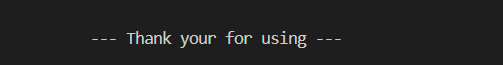 --- Thank your for using ---